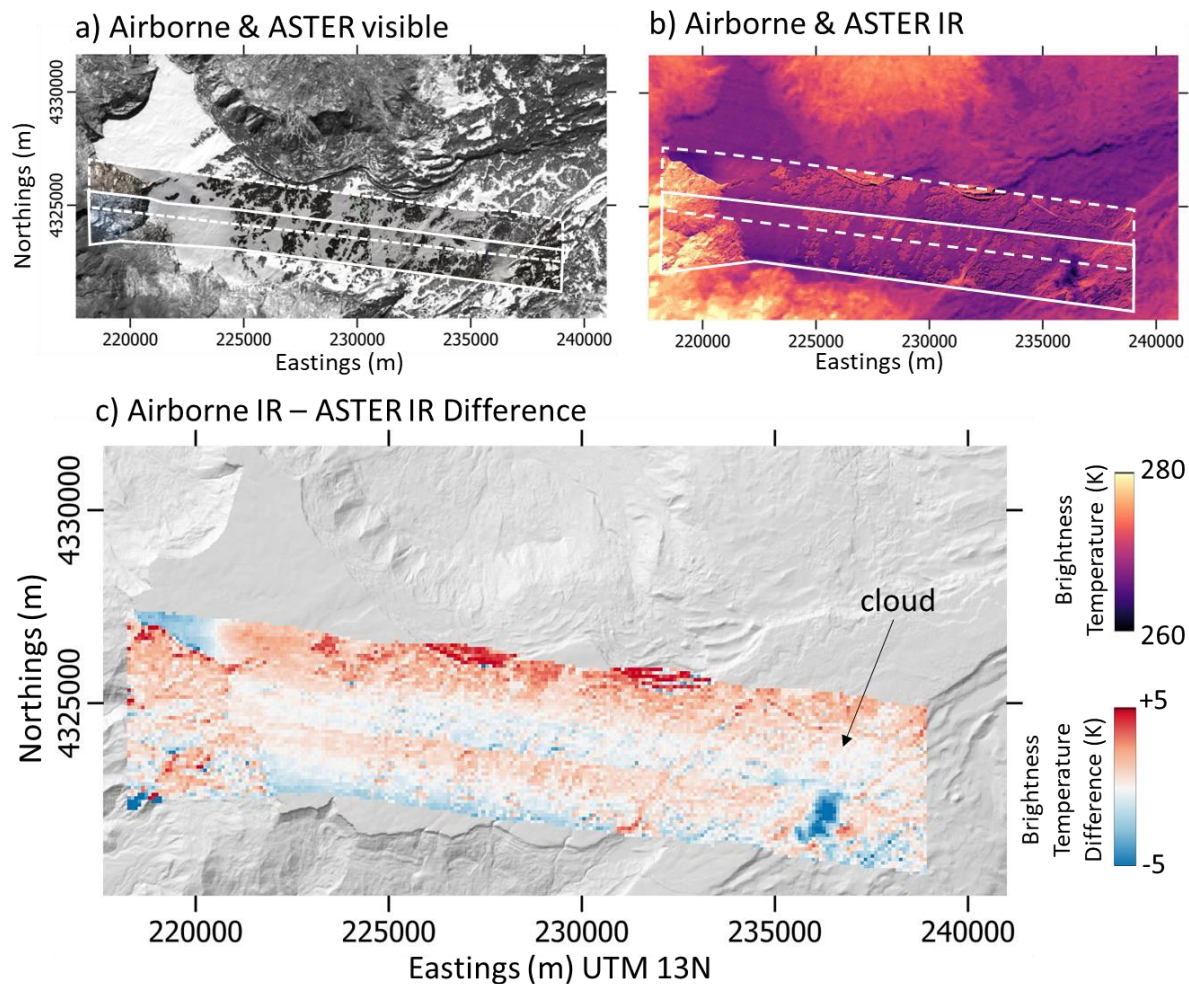 a) Airborne & ASTER visible
b) Airborne & ASTER IR
Northings (m)
4330000
4325000
220000 225000 230000 235000 240000
Eastings (m)
220000 225000 230000 235000 240000
Eastings (m)
c) Airborne IR – ASTER IR Difference
Northings (m)
4330000
4325000
cloud
220000 225000 230000 235000 240000
Eastings (m) UTM 13N
Brightness
Temperature (K)
280
260
Brightness
Temperature
Difference (K)
+5
-5